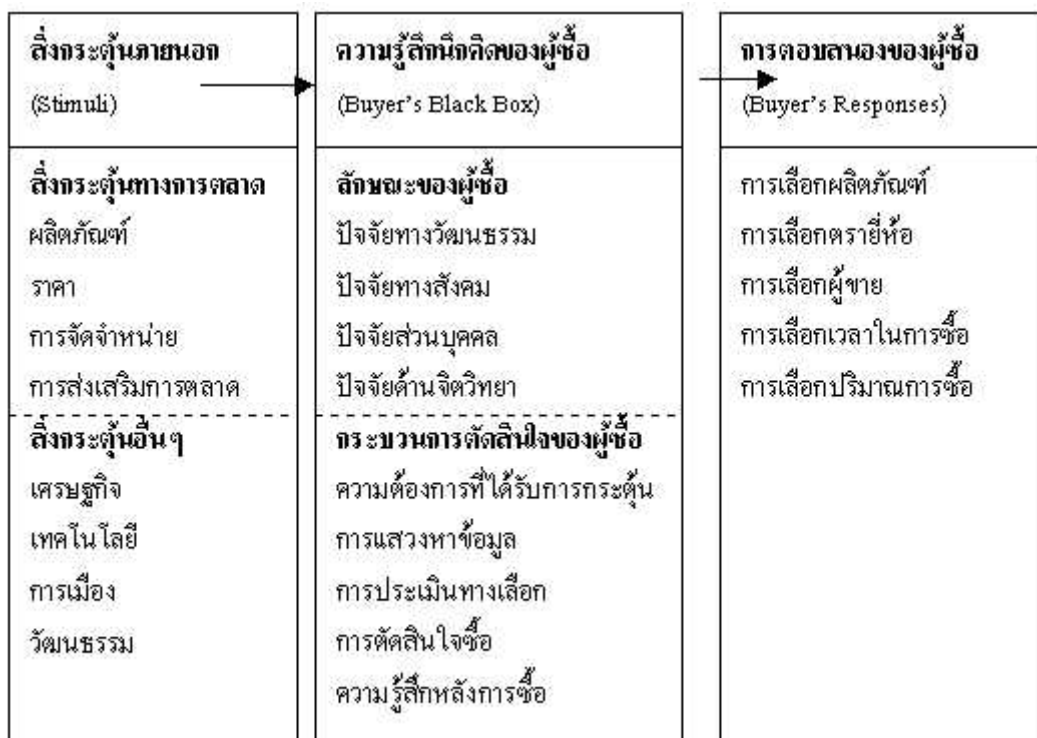 สิ่งกระตุ้นภายนอก
(Stimuli)
สิ่งกระตุ้นทางการตลาด
ผลิตภัณฑ์
ราคา
การจัดจำหน่าย
การส่งเสริมการตลาด
สิ่งกระตุ้นอื่นๆ
เศรษฐกิจ
เทคโนโลยี
การเมือง
วัฒนธรรม
ความรู้สึกนึกคิดของผู้ซื้อ
(Buyer's Black Box)
ลักษณะของผู้ซื้อ
ปัจจัยทางวัฒนธรรม
ปัจจัยทางสังคม
ปัจจัยส่วนบุคคล
ปัจจัยด้านจิตวิทยา
กระบวนการตัดสินใจของผู้ซื้อ
ความต้องการที่ได้รับการกระตุ้น
การแสวงหาข้อมูล
การประเมินทางเลือก
การตัดสินใจซื้อ
ความรู้สึกหลังการซื้อ
การตอบสนองของผู้ซื้อ
(Buyer's Responses)
การเลือกผลิตภัณฑ์
การเลือกตรายี่ห้อ
การเลือกผู้ขาย
การเลือกเวลาในการซื้อ
การเลือกปริมาณการซื้อ